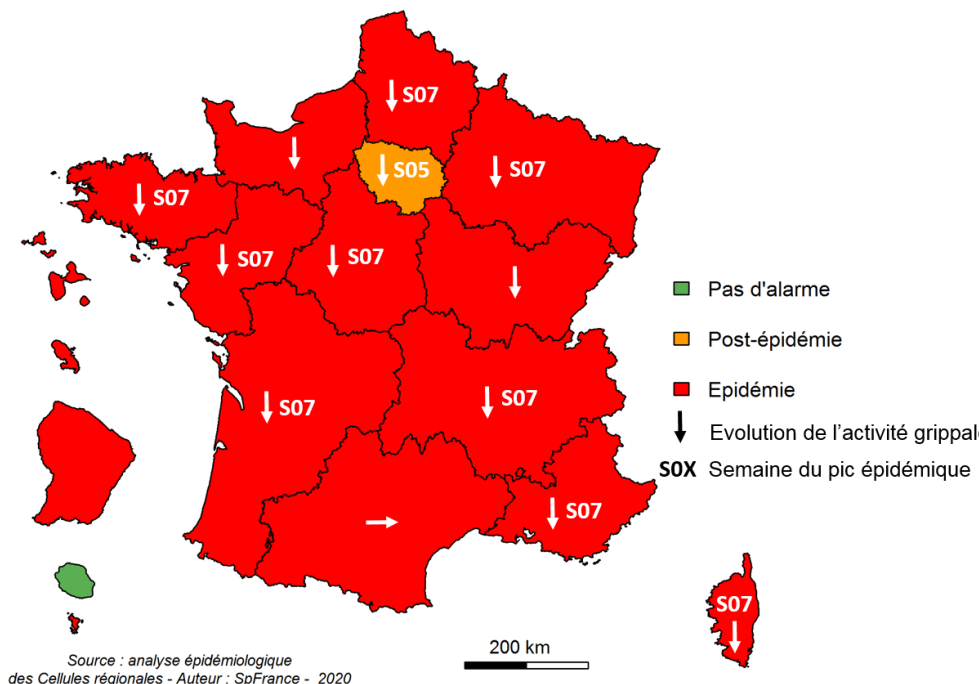 S07
S05
S07
S07
S07
S07
S07
S07
S07
S07
Pas d'alarme
Post-épidémie
Epidémie
Evolution de l'activité grippal
S0X Semaine du pic épidémique
200 km
Source : analyse épidémiologique
des Cellules régionales - Auteur : SpFrance - 2020